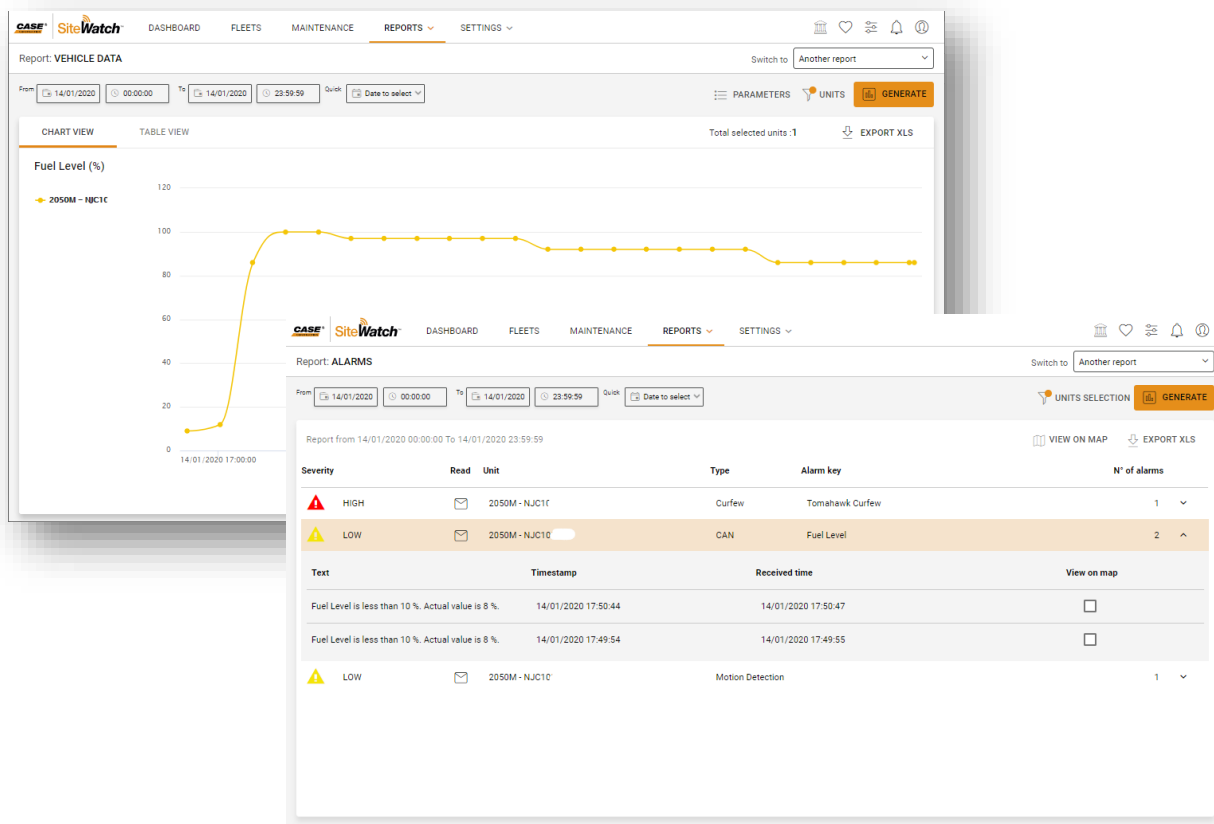 CASE SiteWatch DASHBOARD FLEETS MAINTENANCE REPORTS SETTINGS
Report: VEHICLE DATA Switch to Another report
From 14/01/2020 00:00:00 To 14/01/2020 23:59:59 Quick Date to select PARAMETERS UNITS GENERATE
CHART VIEW TABLE VIEW Total selected units :1 EXPORT XLS
Fuel Level (%)
2050M - NJC10
120
100
80
60
40
20
0
14/01/2020 17:00:00
CASE SiteWatch DASHBOARD FLEETS MAINTENANCE REPORTS SETTINGS
Report: ALARMS Switch to Another report
From 14/01/2020 00:00:00 To 14/01/2020 23:59:59 Quick Date to select UNITS SELECTION GENERATE
Report from 14/01/2020 00:00:00 To 14/01/2020 23:59:59 VIEW ON MAP EXPORT XLS
Severity Read Unit Type Alarm key N° of alarms
HIGH 2050M - NJC10 Curfew Tomahawk Curfew 1
LOW 2050M - NJC10 CAN Fuel Level 2
Text Timestamp Received time View on map
Fuel Level is less than 10 %. Actual value is 8 %. 14/01/2020 17:50:44 14/01/2020 17:50:47
Fuel Level is less than 10 %. Actual value is 8 %. 14/01/2020 17:49:54 14/01/2020 17:49:55
LOW 2050M - NJC10 Motion Detection 1